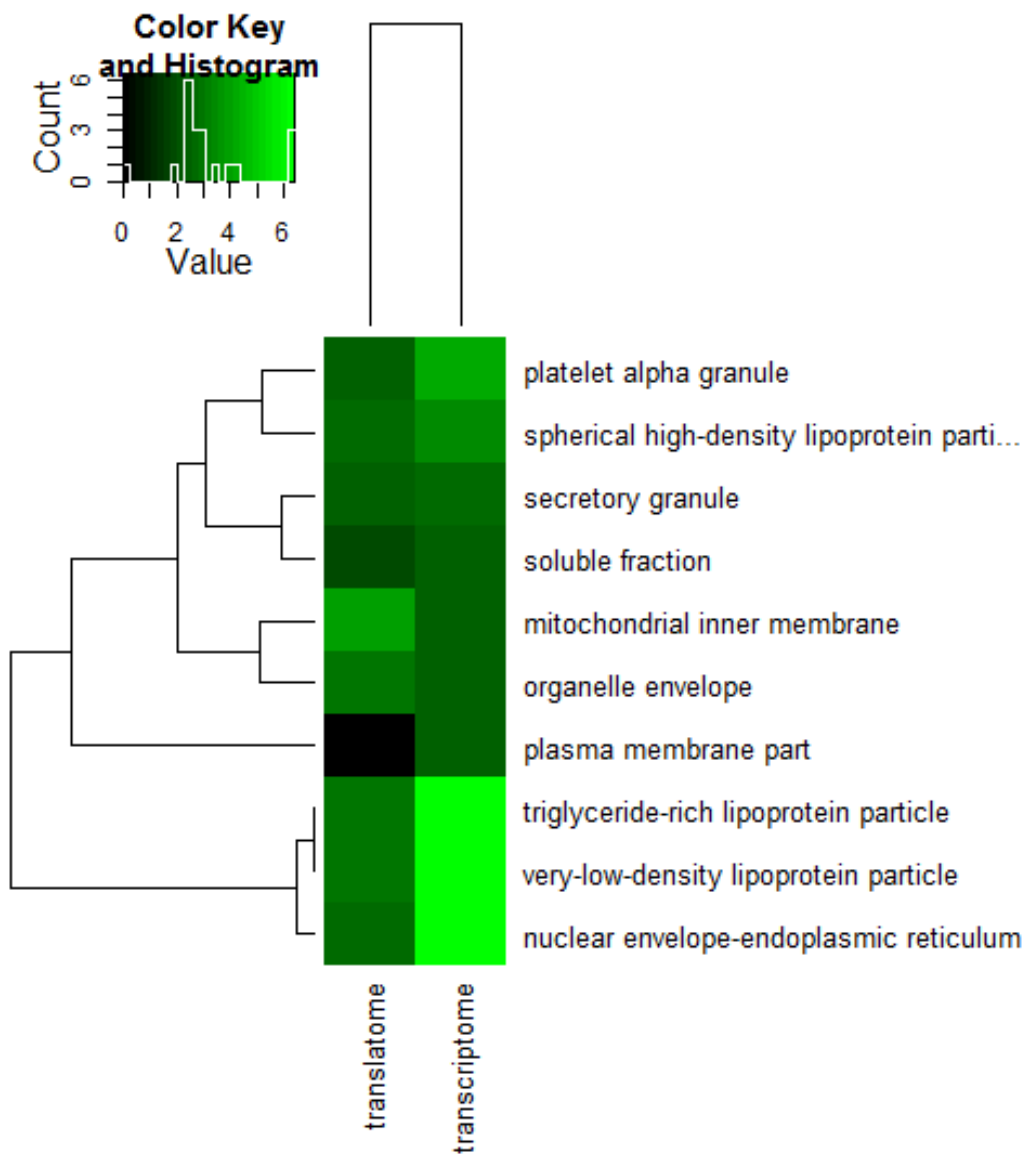 Color Key
and Histogram
Count
0 3 6
0 2 4 6
Value
platelet alpha granule
spherical high-density lipoprotein parti...
secretory granule
soluble fraction
mitochondrial inner membrane
organelle envelope
plasma membrane part
triglyceride-rich lipoprotein particle
very-low-density lipoprotein particle
nuclear envelope-endoplasmic reticulum
translatome
transcriptome